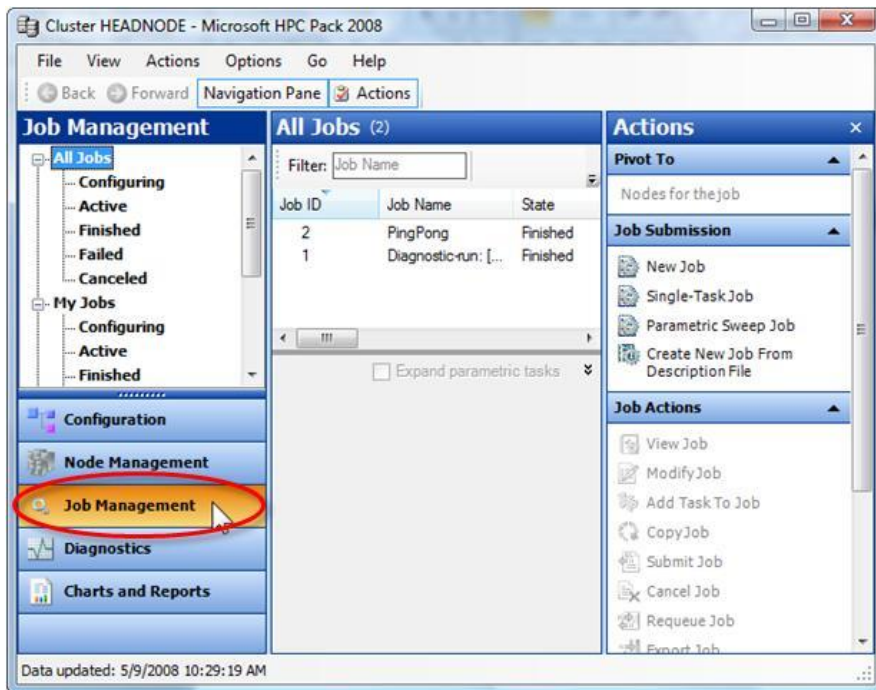 Cluster HEADNODE - Microsoft HPC Pack 2008
File View Actions Options Go Help
Back Forward Navigation Pane Actions
Job Management
All Jobs
Configuring
Active
Finished
Failed
Canceled
My Jobs
Configuring
Active
Finished
Configuration
Node Management
Job Management
Diagnostics
Charts and Reports
All Jobs (2)
Filter: Job Name
Job ID Job Name State
2 PingPong Finished
1 Diagnostic-run: [... Finished
Expand parametric tasks
Actions
Pivot To
Nodes for the job
Job Submission
New Job
Single-Task Job
Parametric Sweep Job
Create New Job From
Description File
Job Actions
View Job
Modify Job
Add Task To Job
Copy Job
Submit Job
Cancel Job
Requeue Job
Export Job
Data updated: 5/9/2008 10:29:19 AM